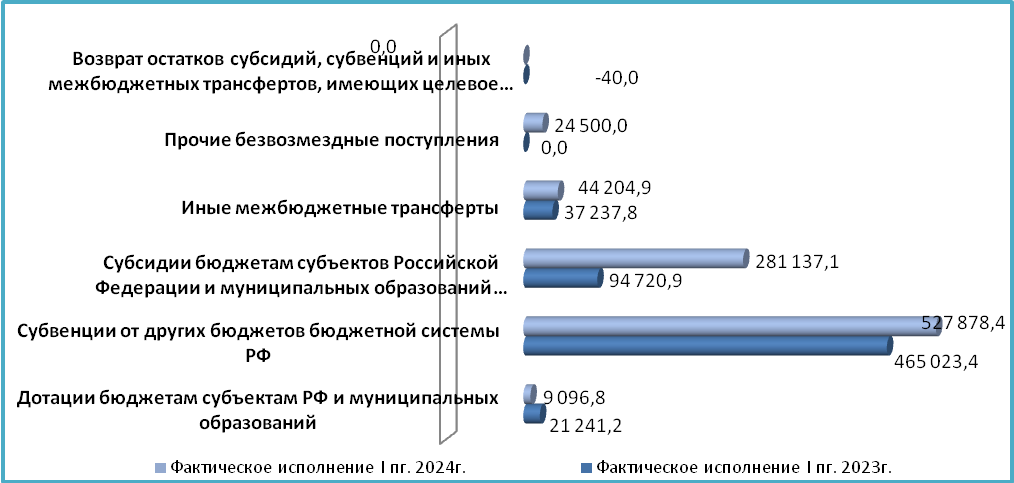 0,0
Возврат остатков субсидий, субвенций и иных
межбюджетных трансфертов, имеющих целевое...
-40,0
Прочие безвозмездные поступления
24 500,0
0,0
Иные межбюджетные трансферты
44 204,9
37 237,8
Субсидии бюджетам субъектов Российской
Федерации и муниципальных образований...
281 137,1
94 720,9
Субвенции от других бюджетов бюджетной системы
РФ
527 878,4
465 023,4
Дотации бюджетам субъектам РФ и муниципальных
образований
9 096,8
21 241,2
Фактическое исполнение I пг. 2024г.
Фактическое исполнение I пг. 2023г.